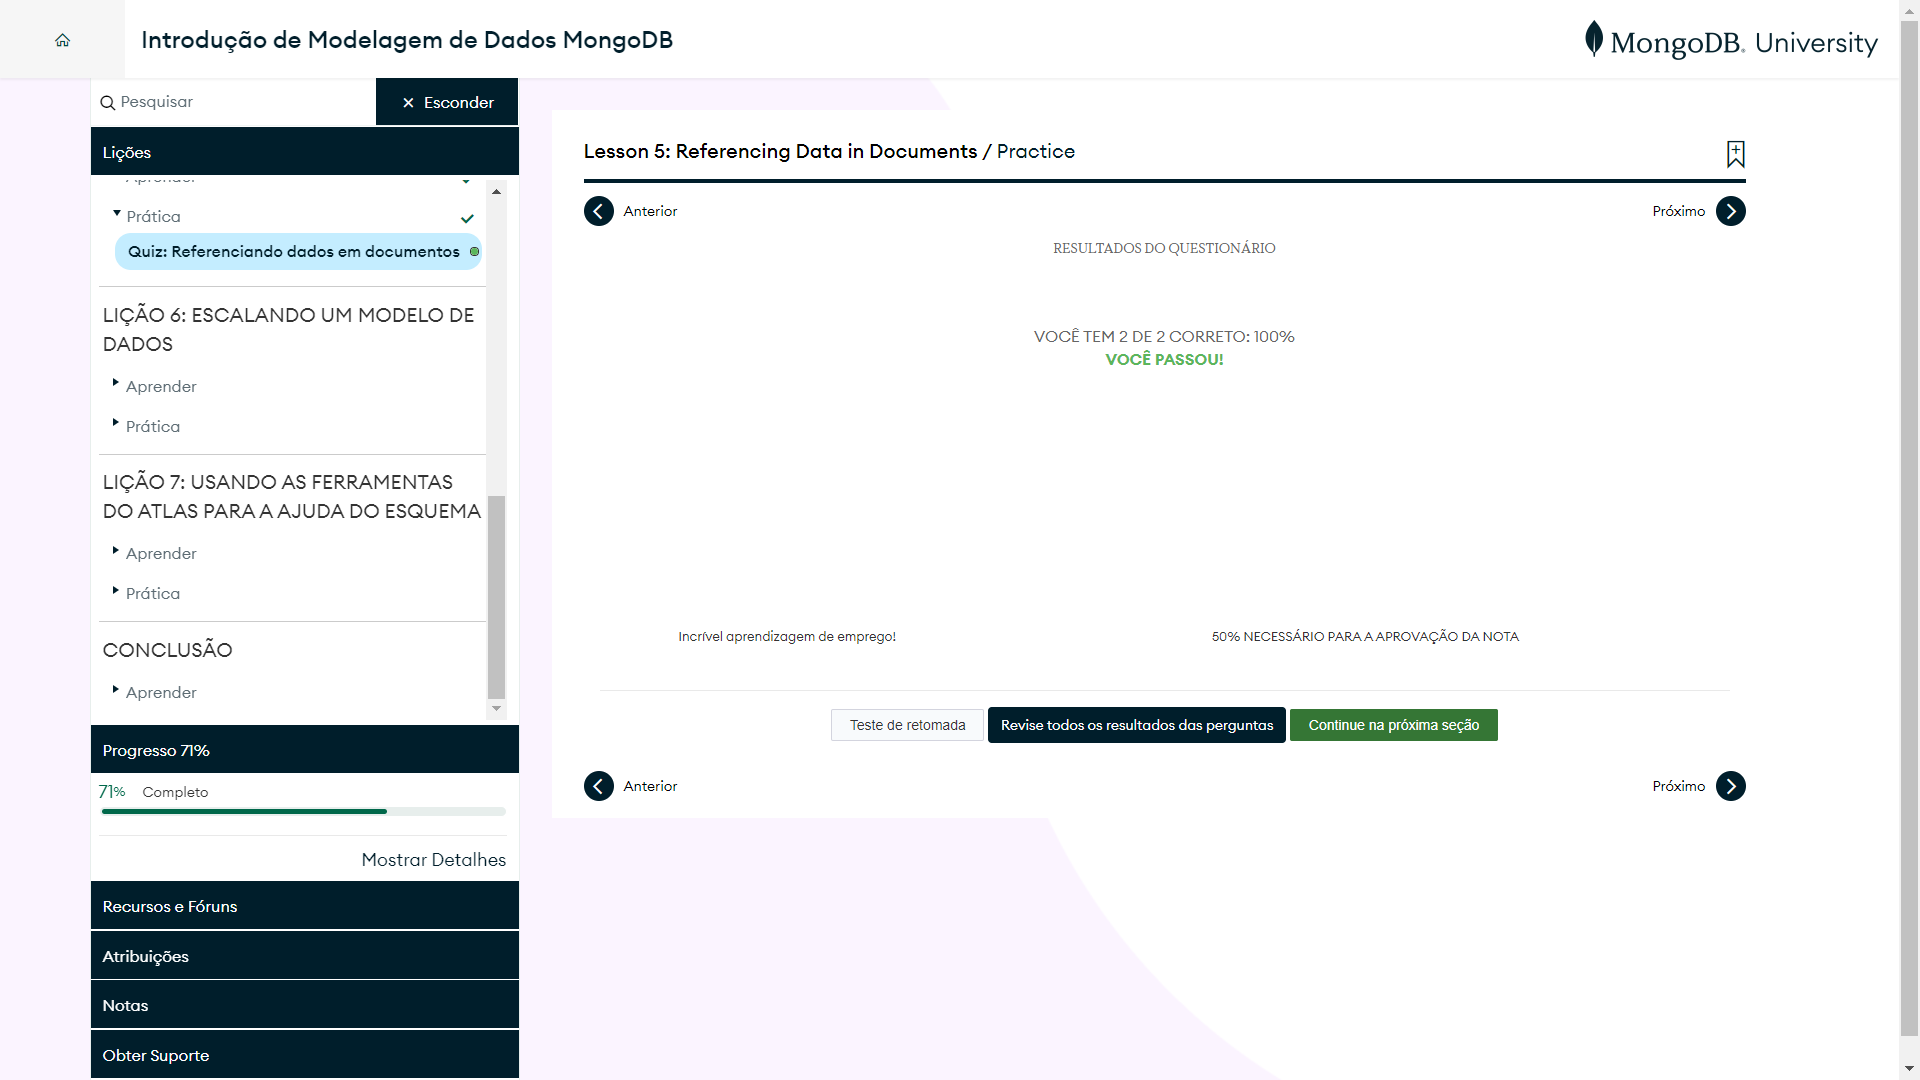 Introdução de Modelagem de Dados MongoDB
MongoDB. University
Pesquisar
Esconder
Lições
Aprender
Prática
Quiz: Referenciando dados em documentos
LIÇÃO 6: ESCALANDO UM MODELO DE
DADOS
Aprender
Prática
LIÇÃO 7: USANDO AS FERRAMENTAS
DO ATLAS PARA A AJUDA DO ESQUEMA
Aprender
Prática
CONCLUSÃO
Aprender
Progresso 71%
71% Completo
Mostrar Detalhes
Recursos e Fóruns
Atribuições
Notas
Obter Suporte
Lesson 5: Referencing Data in Documents / Practice
Anterior
Próximo
RESULTADOS DO QUESTIONÁRIO
VOCÊ TEM 2 DE 2 CORRETO: 100%
VOCÊ PASSOU!
Incrível aprendizagem de emprego!
50% NECESSÁRIO PARA A APROVAÇÃO DA NOTA
Teste de retomada
Revise todos os resultados das perguntas
Continue na próxima seção
Anterior
Próximo